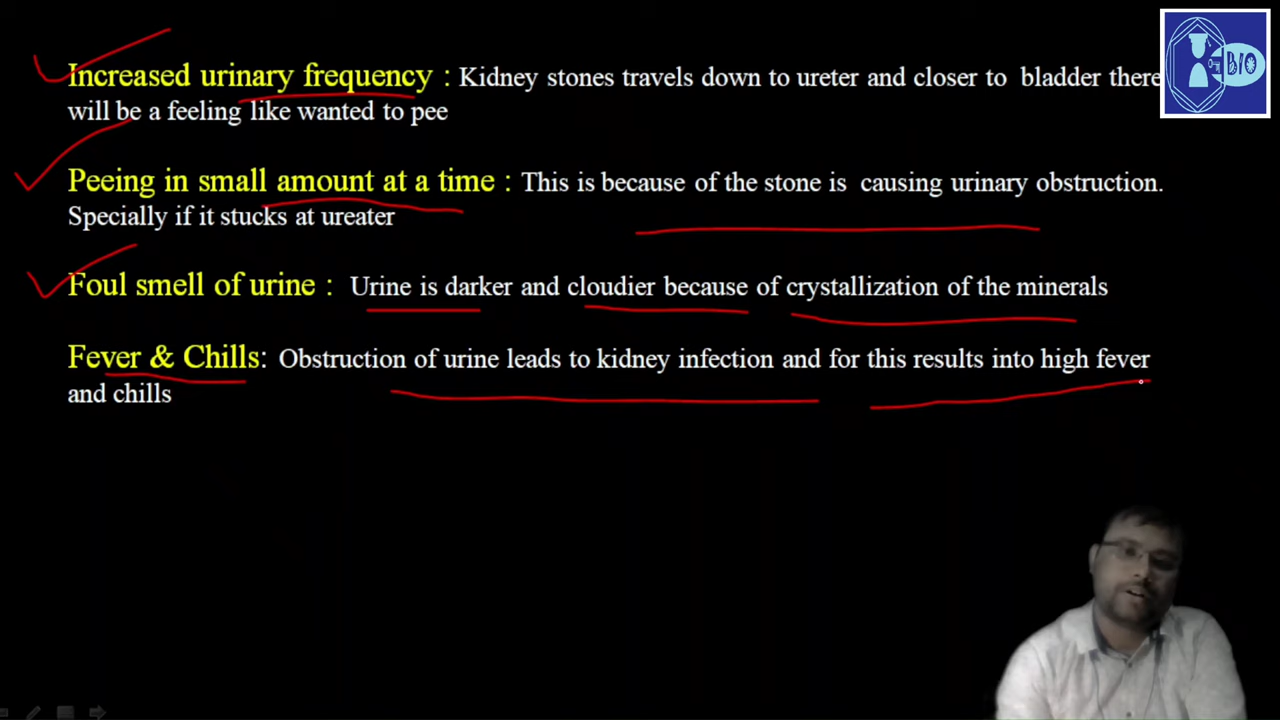 Increased urinary frequency : Kidney stones travels down to ureter and closer to bladder there
will be a feeling like wanted to pee
Peeing in small amount at a time : This is because of the stone is causing urinary obstruction.
Specially if it stucks at ureater
Foul smell of urine : Urine is darker and cloudier because of crystallization of the minerals
Fever & Chills: Obstruction of urine leads to kidney infection and for this results into high fever
and chills
BIO